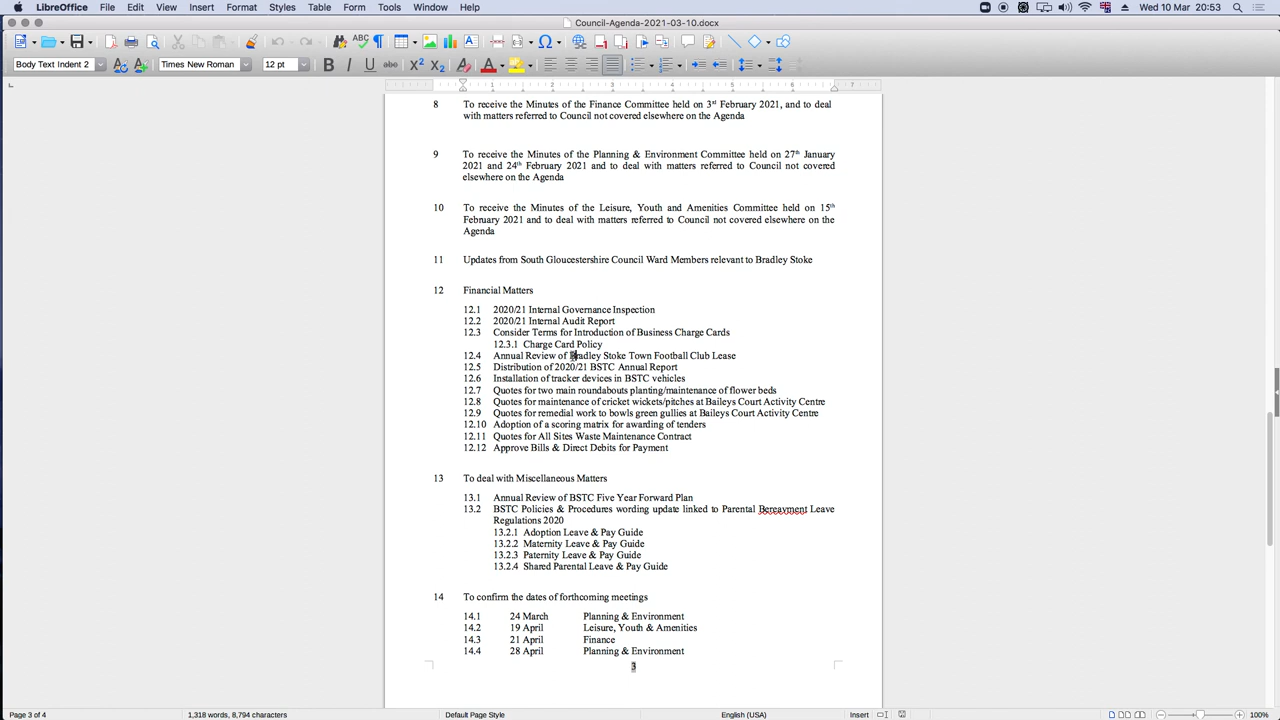 LibreOffice File Edit View Insert Format Styles Table Form Tools Window Help Wed 10 Mar 20:53
Council-Agenda-2021-03-10.docx
Body Text Indent 2 Times New Roman 12 pt
1 2 3 4 5 6 7
8 To receive the Minutes of the Finance Committee held on 3rd February 2021, and to deal
with matters referred to Council not covered elsewhere on the Agenda
9 To receive the Minutes of the Planning & Environment Committee held on 27th January
2021 and 24th February 2021 and to deal with matters referred to Council not covered
elsewhere on the Agenda
10 To receive the Minutes of the Leisure, Youth and Amenities Committee held on 15th
February 2021 and to deal with matters referred to Council not covered elsewhere on the
Agenda
11 Updates from South Gloucestershire Council Ward Members relevant to Bradley Stoke
12 Financial Matters
12.1 2020/21 Internal Governance Inspection
12.2 2020/21 Internal Audit Report
12.3 Consider Terms for Introduction of Business Charge Cards
12.3.1 Charge Card Policy
12.4 Annual Review of Bradley Stoke Town Football Club Lease
12.5 Distribution of 2020/21 BSTC Annual Report
12.6 Installation of tracker devices in BSTC vehicles
12.7 Quotes for two main roundabouts planting/maintenance of flower beds
12.8 Quotes for maintenance of cricket wickets/pitches at Baileys Court Activity Centre
12.9 Quotes for remedial work to bowls green gullies at Baileys Court Activity Centre
12.10 Adoption of a scoring matrix for awarding of tenders
12.11 Quotes for All Sites Waste Maintenance Contract
12.12 Approve Bills & Direct Debits for Payment
13 To deal with Miscellaneous Matters
13.1 Annual Review of BSTC Five Year Forward Plan
13.2 BSTC Policies & Procedures wording update linked to Parental Bereayment Leave
Regulations 2020
13.2.1 Adoption Leave & Pay Guide
13.2.2 Maternity Leave & Pay Guide
13.2.3 Paternity Leave & Pay Guide
13.2.4 Shared Parental Leave & Pay Guide
14 To confirm the dates of forthcoming meetings
14.1 24 March Planning & Environment
14.2 19 April Leisure, Youth & Amenities
14.3 21 April Finance
14.4 28 April Planning & Environment
3
Page 3 of 4 1,318 words, 8,794 characters Default Page Style English (USA) Insert 100%